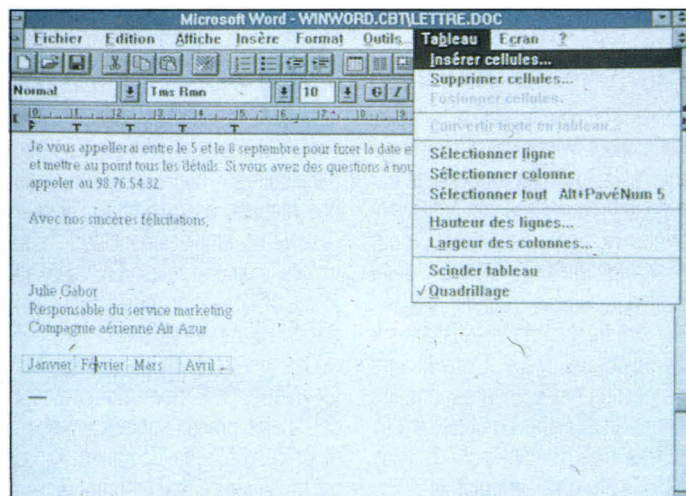 Microsoft Word - WINWORD.CBT\LETTRE.DOC
Fichier Edition Affiche Insère Format Outils Tableau Ecran ?
Normal Tms Rmn 10 G I
Insérer cellules...
Supprimer cellules...
Fusionner cellules.
Convertir texte en tableau...
Sélectionner ligne
Sélectionner colonne
Sélectionner tout Alt+PavéNum 5
Hauteur des lignes...
Largeur des colonnes...
Scinder tableau
✓Quadrillage
Je vous appellerai entre le 5 et le 8 septembre pour fixer la date
et mettre au point tous les détails. Si vous avez des questions à
appeler au 98.76.54.32.
Avec nos sincères félicitations,
Julie Gabor
Responsable du service marketing
Compagnie aérienne Air Azur
Janvier Février Mars Avril